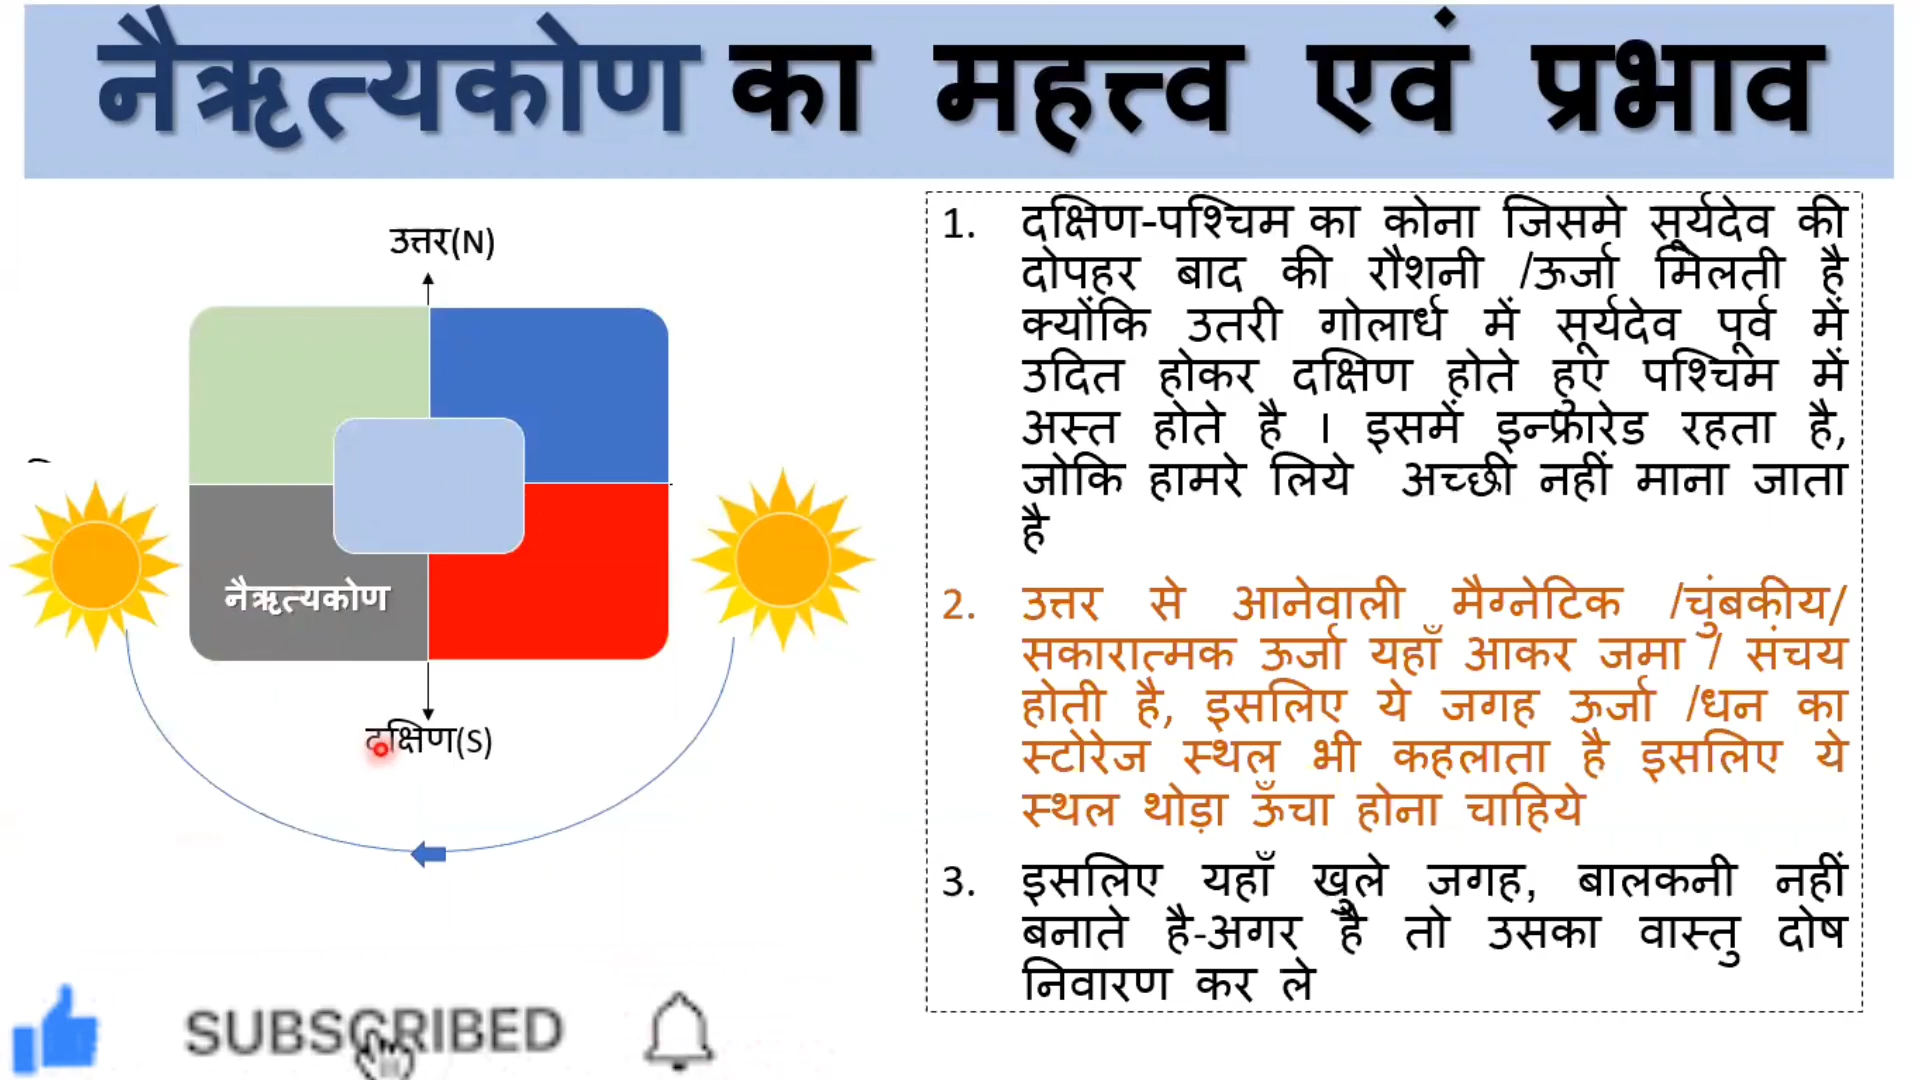 नैऋत्यकोण का महत्त्व एवं प्रभाव
उत्तर(N)
नैऋत्यकोण
दक्षिण(S)
1. दक्षिण-पश्चिम का कोना जिसमे सूर्यदेव की
दोपहर बाद की रौशनी /ऊर्जा मिलती है
क्योंकि उतरी गोलार्ध में सूर्यदेव पूर्व में
उदित होकर दक्षिण होते हुए पश्चिम में
अस्त होते है । इसमें इन्फ्रारेड रहता है,
जोकि हामरे लिये अच्छी नहीं माना जाता
है
2. उत्तर से आनेवाली मैग्नेटिक /चुंबकीय/
सकारात्मक ऊर्जा यहाँ आकर जमा / संचय
होती है, इसलिए ये जगह ऊर्जा /धन का
स्टोरेज स्थल भी कहलाता है इसलिए ये
स्थल थोड़ा ऊँचा होना चाहिये
3. इसलिए यहाँ खुले जगह, बालकनी नहीं
बनाते है-अगर है तो उसका वास्तु दोष
निवारण कर ले
SUBSCRIBED